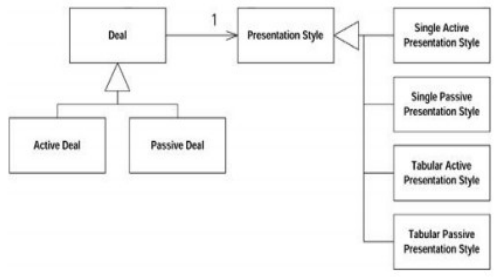 Deal
1
Presentation Style
Single Active
Presentation Style
Single Passive
Presentation Style
Active Deal
Passive Deal
Tabular Active
Presentation Style
Tabular Passive
Presentation Style